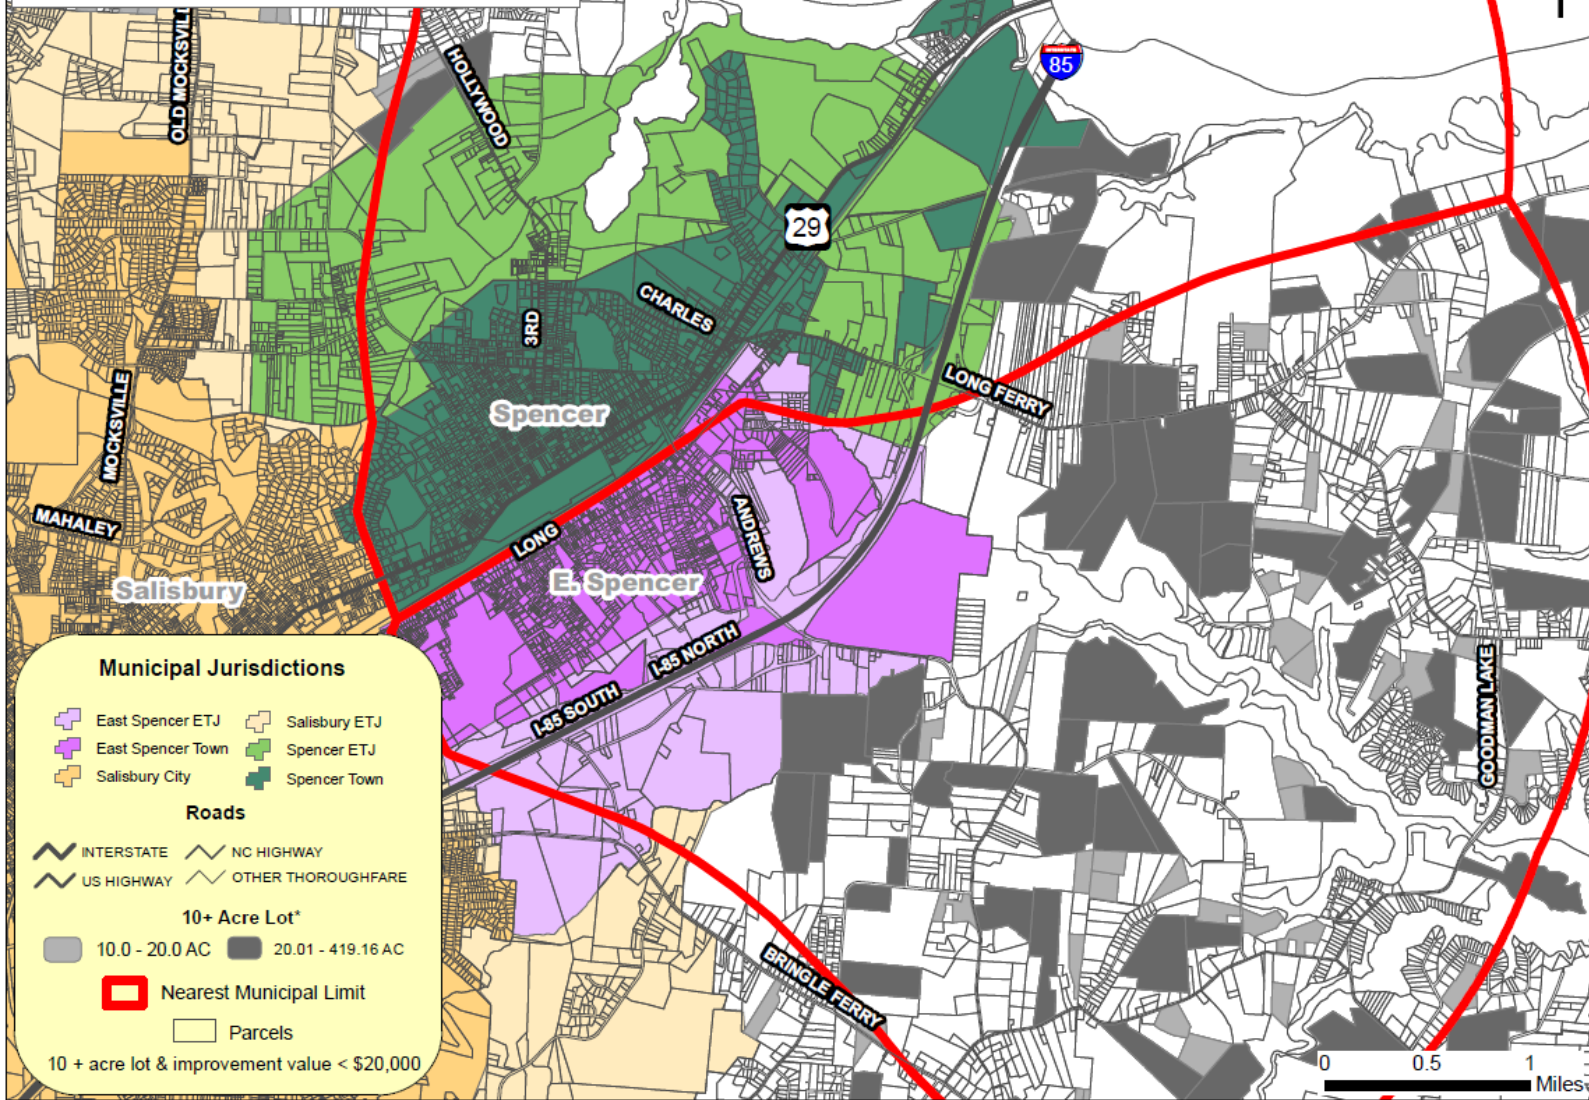 OLD MOCKSVILL
HOLLYWOOD
INTERSTATE
85
29
CHARLES
3RD
LONG FERRY
MOCKSVILLE
Spencer
MAHALEY
LONG
ANDREWS
Salisbury
E. Spencer
I-85 NORTH
I-85 SOUTH
GOODMAN LAKE
BRINGLE FERRY
Municipal Jurisdictions
East Spencer ETJ
Salisbury ETJ
East Spencer Town
Spencer ETJ
Salisbury City
Spencer Town
Roads
INTERSTATE
NC HIGHWAY
US HIGHWAY
OTHER THOROUGHFARE
10+ Acre Lot*
10.0 - 20.0 AC
20.01 - 419.16 AC
Nearest Municipal Limit
Parcels
10 + acre lot & improvement value < $20,000
0 0.5 1
Miles